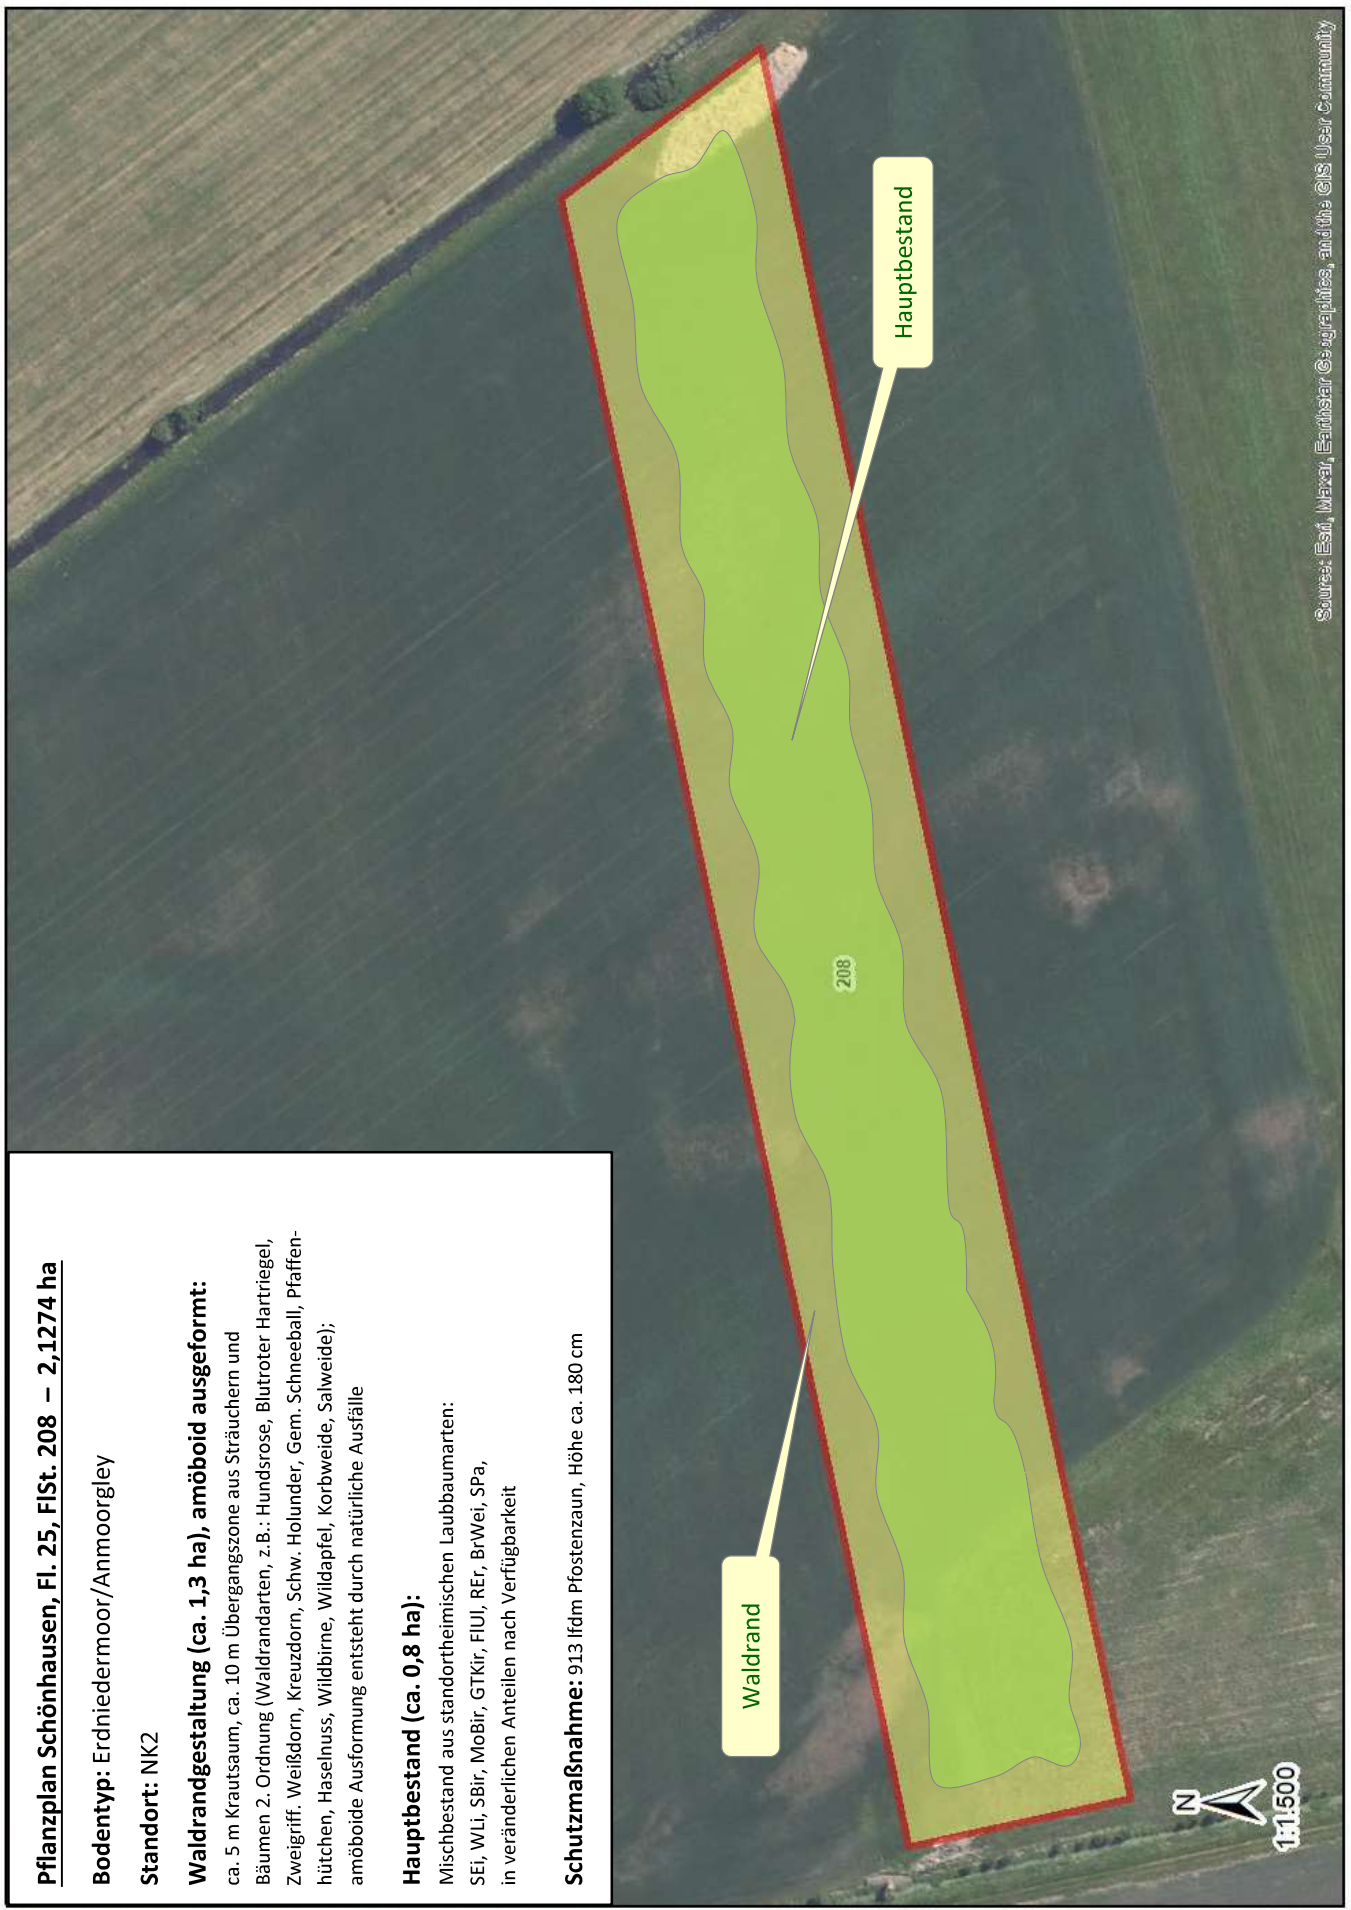 Pflanzplan Schönhausen, Fl. 25, FlSt. 208 – 2,1274 ha
Bodentyp: Erdniedermoor/Anmoorgley
Standort: NK2
Waldrandgestaltung (ca. 1,3 ha), amöboid ausgeformt:
ca. 5 m Krautsaum, ca. 10 m Übergangszone aus Sträuchern und
Bäumen 2. Ordnung (Waldrandarten, z.B.: Hundsrose, Blutroter Hartriegel,
Zweigriff. Weißdorn, Kreuzdorn, Schw. Holunder, Gem. Schneeball, Pfaffen-
hütchen, Haselnuss, Wildbirne, Wildapfel, Korbweide, Salweide);
amöboide Ausformung entsteht durch natürliche Ausfälle
Hauptbestand (ca. 0,8 ha):
Mischbestand aus standortheimischen Laubbaumarten:
SEi, WLi, SBir, MoBir, GTKir, FlUl, REr, BrWei, SPa,
in veränderlichen Anteilen nach Verfügbarkeit
Schutzmaßnahme: 913 lfdm Pfostenzaun, Höhe ca. 180 cm
Waldrand
Hauptbestand
208
N
1:1.500
Source: Esri, Maxar, Earthstar Geographics, and the GIS User Community